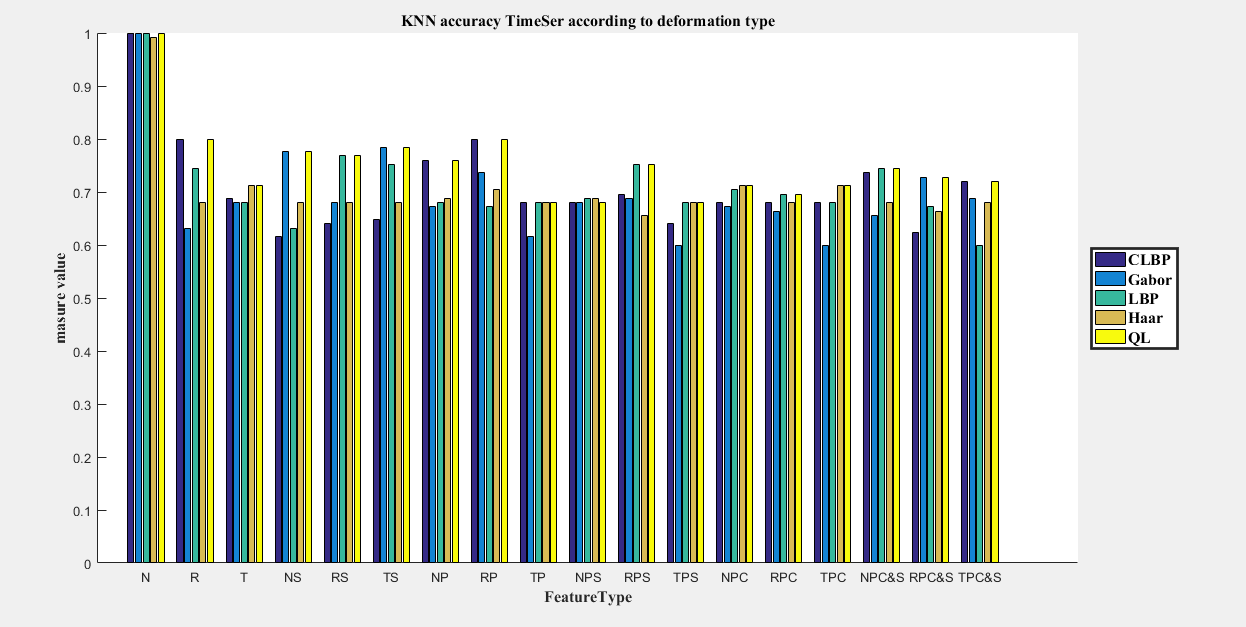 KNN accuracy TimeSer according to deformation type
1
0.9
0.8
0.7
0.6
0.5
0.4
0.3
0.2
0.1
0
masure value
N R T NS RS TS NP RP TP NPS RPS TPS NPC RPC TPC NPC&S RPC&S TPC&S
FeatureType
CLBP
Gabor
LBP
Haar
QL